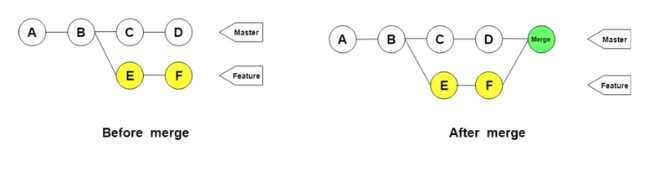 A B C D Master
E F Feature
Before merge
A B C D Merge Master
E F Feature
After merge